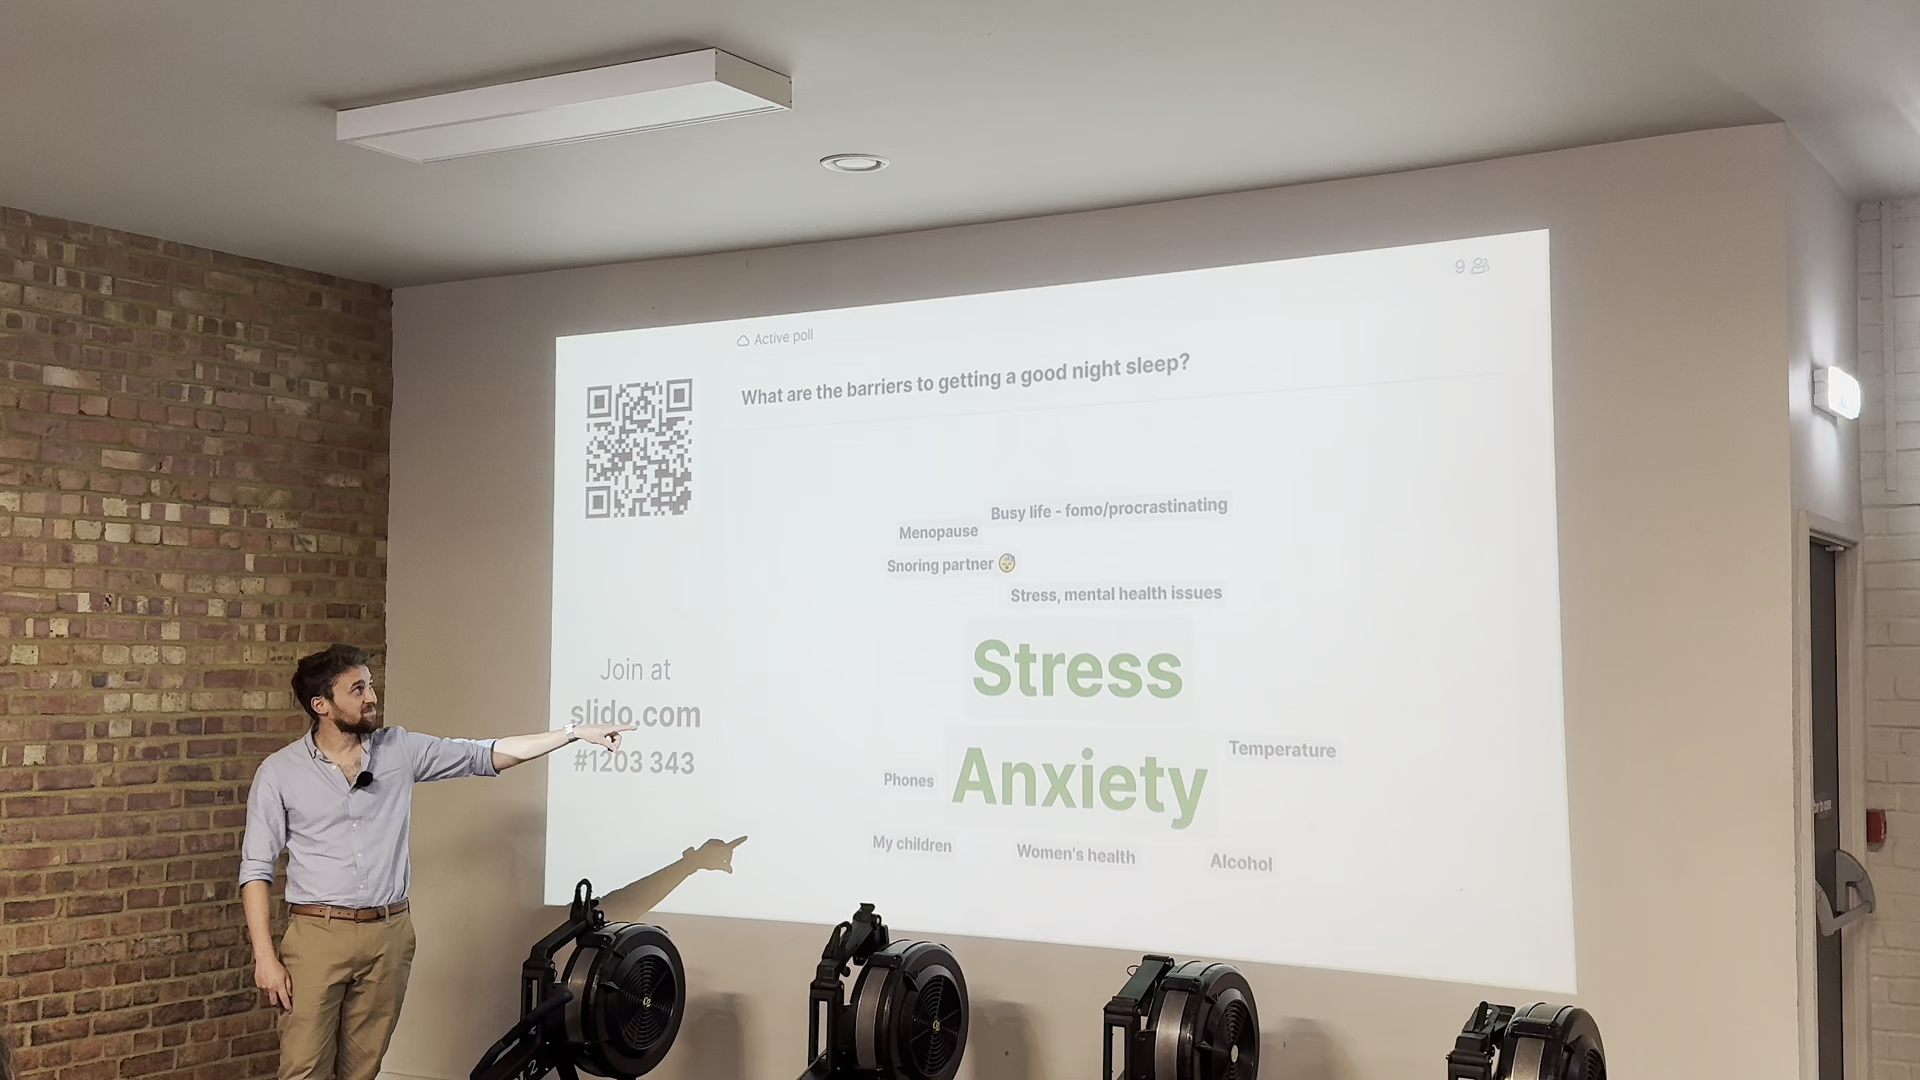 9
Active poll
What are the barriers to getting a good night sleep?
Busy life - fomo/procrastinating
Menopause
Snoring partner 😴
Stress, mental health issues
Stress
Anxiety
Temperature
Phones
My children
Women's health
Alcohol
Join at
slido.com
#1203 343